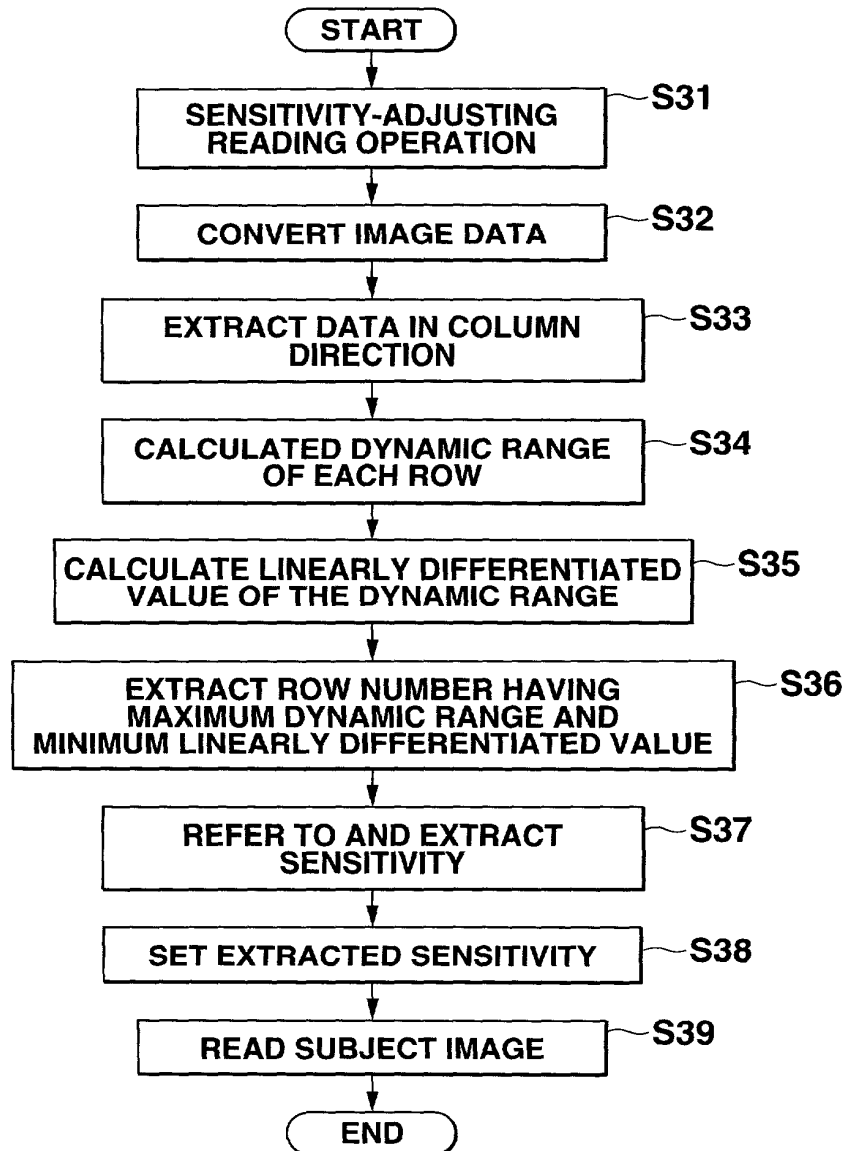 START
SENSITIVITY-ADJUSTING
READING OPERATION
S31
CONVERT IMAGE DATA
S32
EXTRACT DATA IN COLUMN
DIRECTION
S33
CALCULATED DYNAMIC RANGE
OF EACH ROW
S34
CALCULATE LINEARLY DIFFERENTIATED
VALUE OF THE DYNAMIC RANGE
S35
EXTRACT ROW NUMBER HAVING
MAXIMUM DYNAMIC RANGE AND
MINIMUM LINEARLY DIFFERENTIATED VALUE
S36
REFER TO AND EXTRACT
SENSITIVITY
S37
SET EXTRACTED SENSITIVITY
S38
READ SUBJECT IMAGE
S39
END